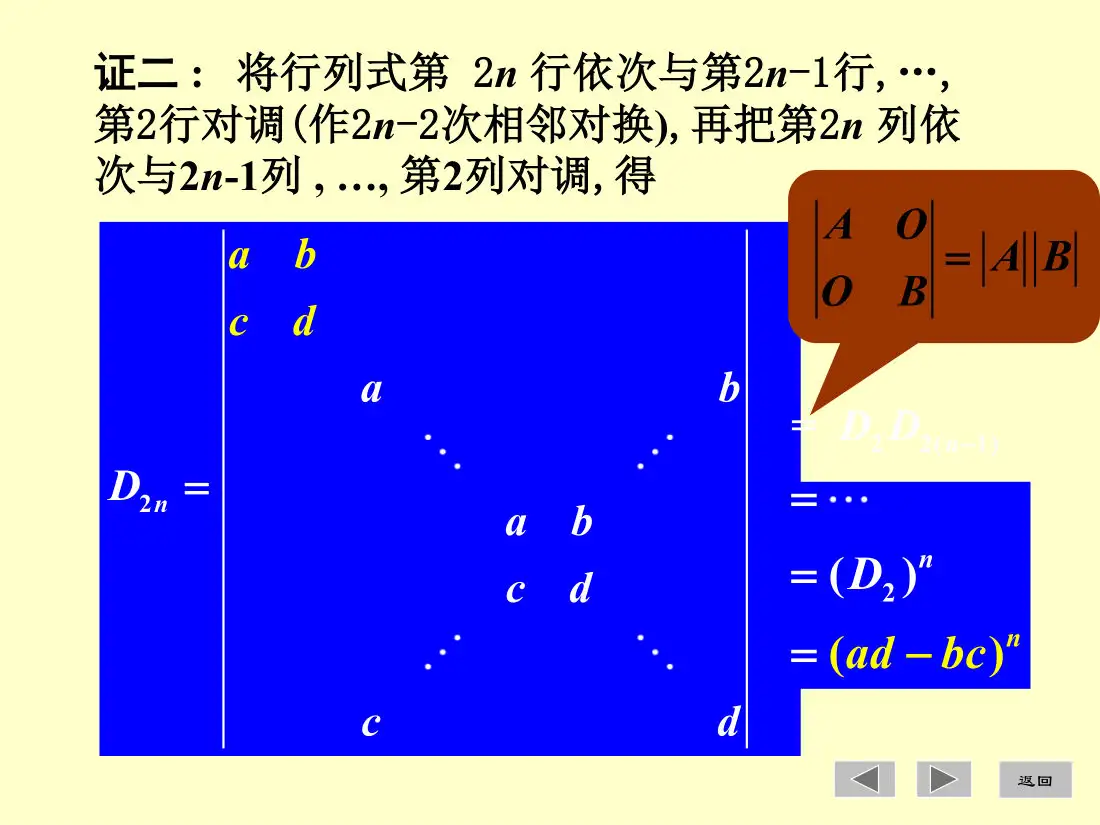 证二： 将行列式第 2n 行依次与第2n-1行, …,
第2行对调(作2n-2次相邻对换), 再把第2n 列依
次与2n-1列 , …, 第2列对调, 得
|A O|
|O B| = |A||B|
a b
c d
a b
⋱ ⋰
= D₂D₂₍ₙ₋₁₎
D₂ₙ =
= ⋯
a b
c d
= (D₂)ⁿ
⋰ ⋱
= (ad − bc)ⁿ
c d
返回